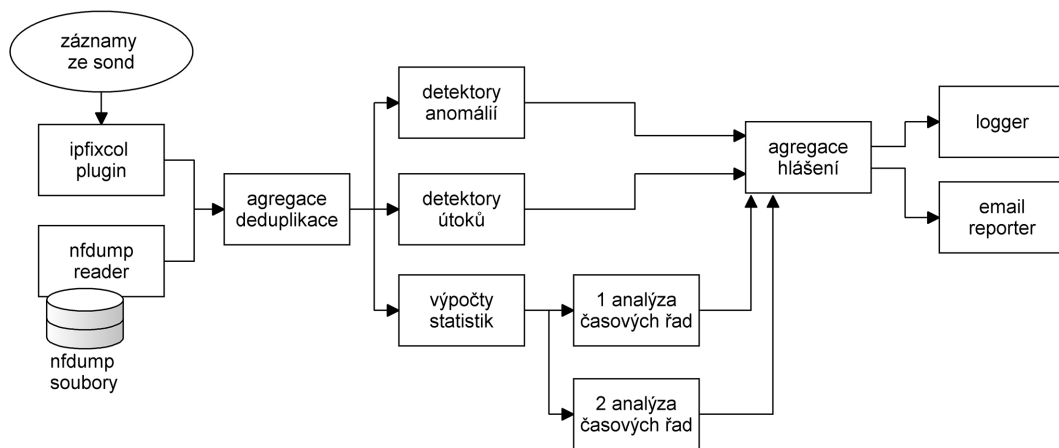 záznamy
ze sond
ipfixcol
plugin
nfdump
reader
nfdump
soubory
agregace
deduplikace
detektory
anomálií
detektory
útoků
výpočty
statistik
1 analýza
časových řad
2 analýza
časových řad
agregace
hlášení
logger
email
reporter